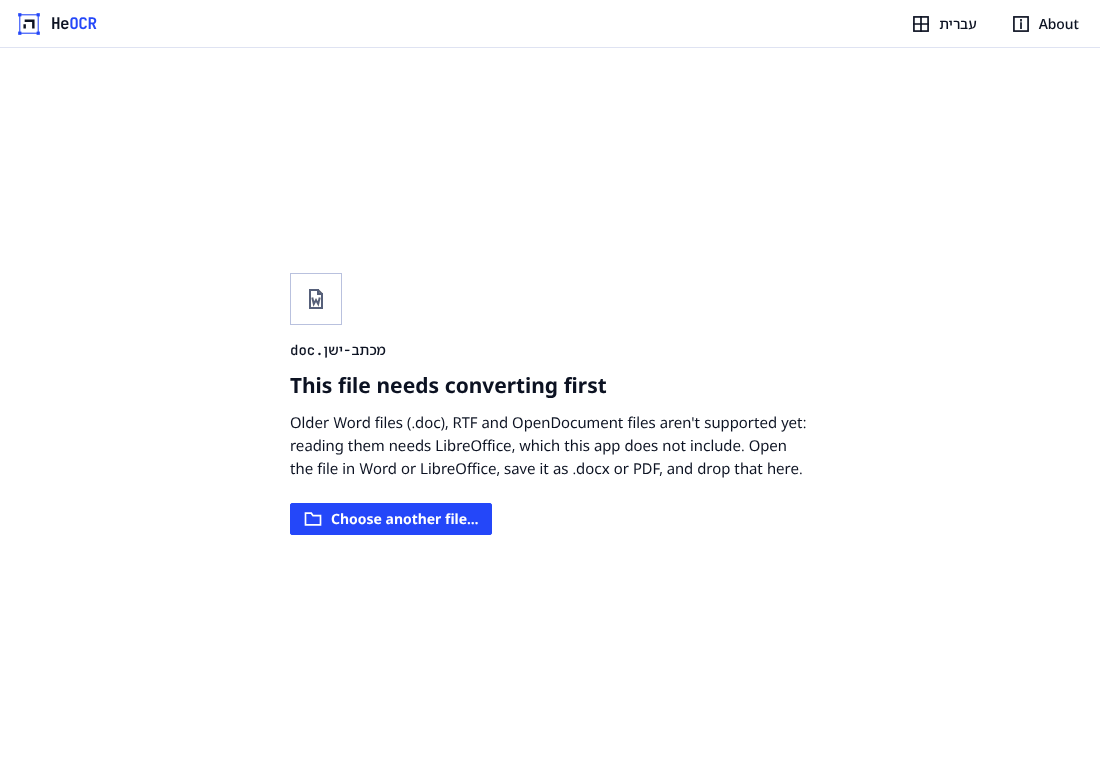 HeOCR
עברית
About
מכתב-ישן.doc
This file needs converting first
Older Word files (.doc), RTF and OpenDocument files aren't supported yet:
reading them needs LibreOffice, which this app does not include. Open
the file in Word or LibreOffice, save it as .docx or PDF, and drop that here.
Choose another file...